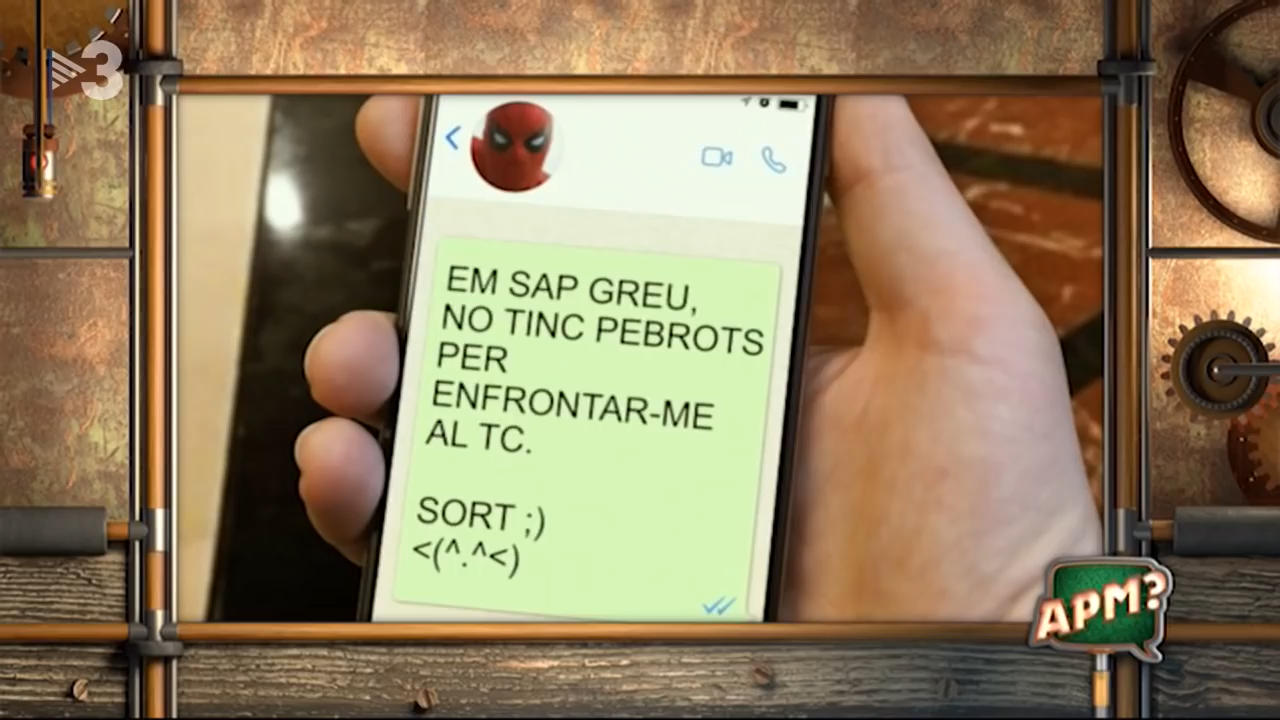 3
EM SAP GREU,
NO TINC PEBROTS
PER
ENFRONTAR-ME
AL TC.
SORT ;)
<(^.^<)
APM?